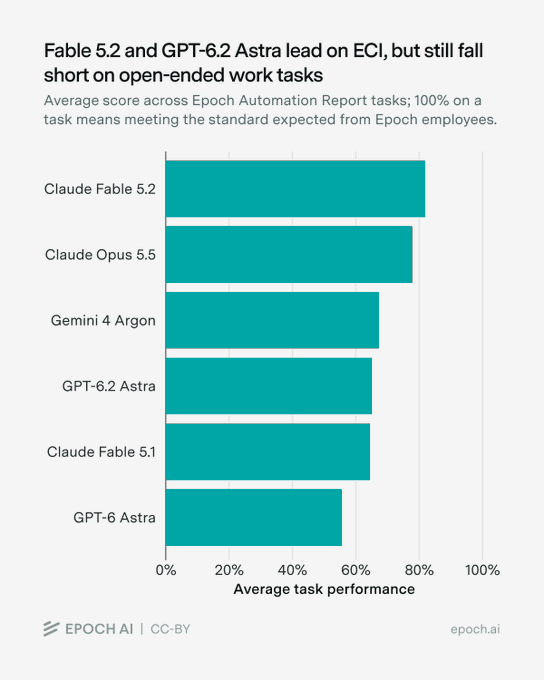 Fable 5.2 and GPT-6.2 Astra lead on ECI, but still fall
short on open-ended work tasks
Average score across Epoch Automation Report tasks; 100% on a
task means meeting the standard expected from Epoch employees.
Claude Fable 5.2
Claude Opus 5.5
Gemini 4 Argon
GPT-6.2 Astra
Claude Fable 5.1
GPT-6 Astra
0% 20% 40% 60% 80% 100%
Average task performance
EPOCH AI | CC-BY
epoch.ai